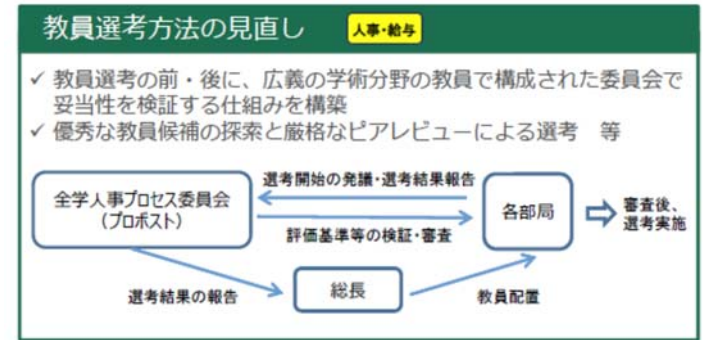 教員選考方法の見直し
人事・給与
✓ 教員選考の前・後に、広義の学術分野の教員で構成された委員会で
妥当性を検証する仕組みを構築
✓ 優秀な教員候補の探索と厳格なピアレビューによる選考　等
選考開始の発議・選考結果報告
全学人事プロセス委員会
（プロボスト）
各部局
審査後、
選考実施
評価基準等の検証・審査
選考結果の報告
総長
教員配置